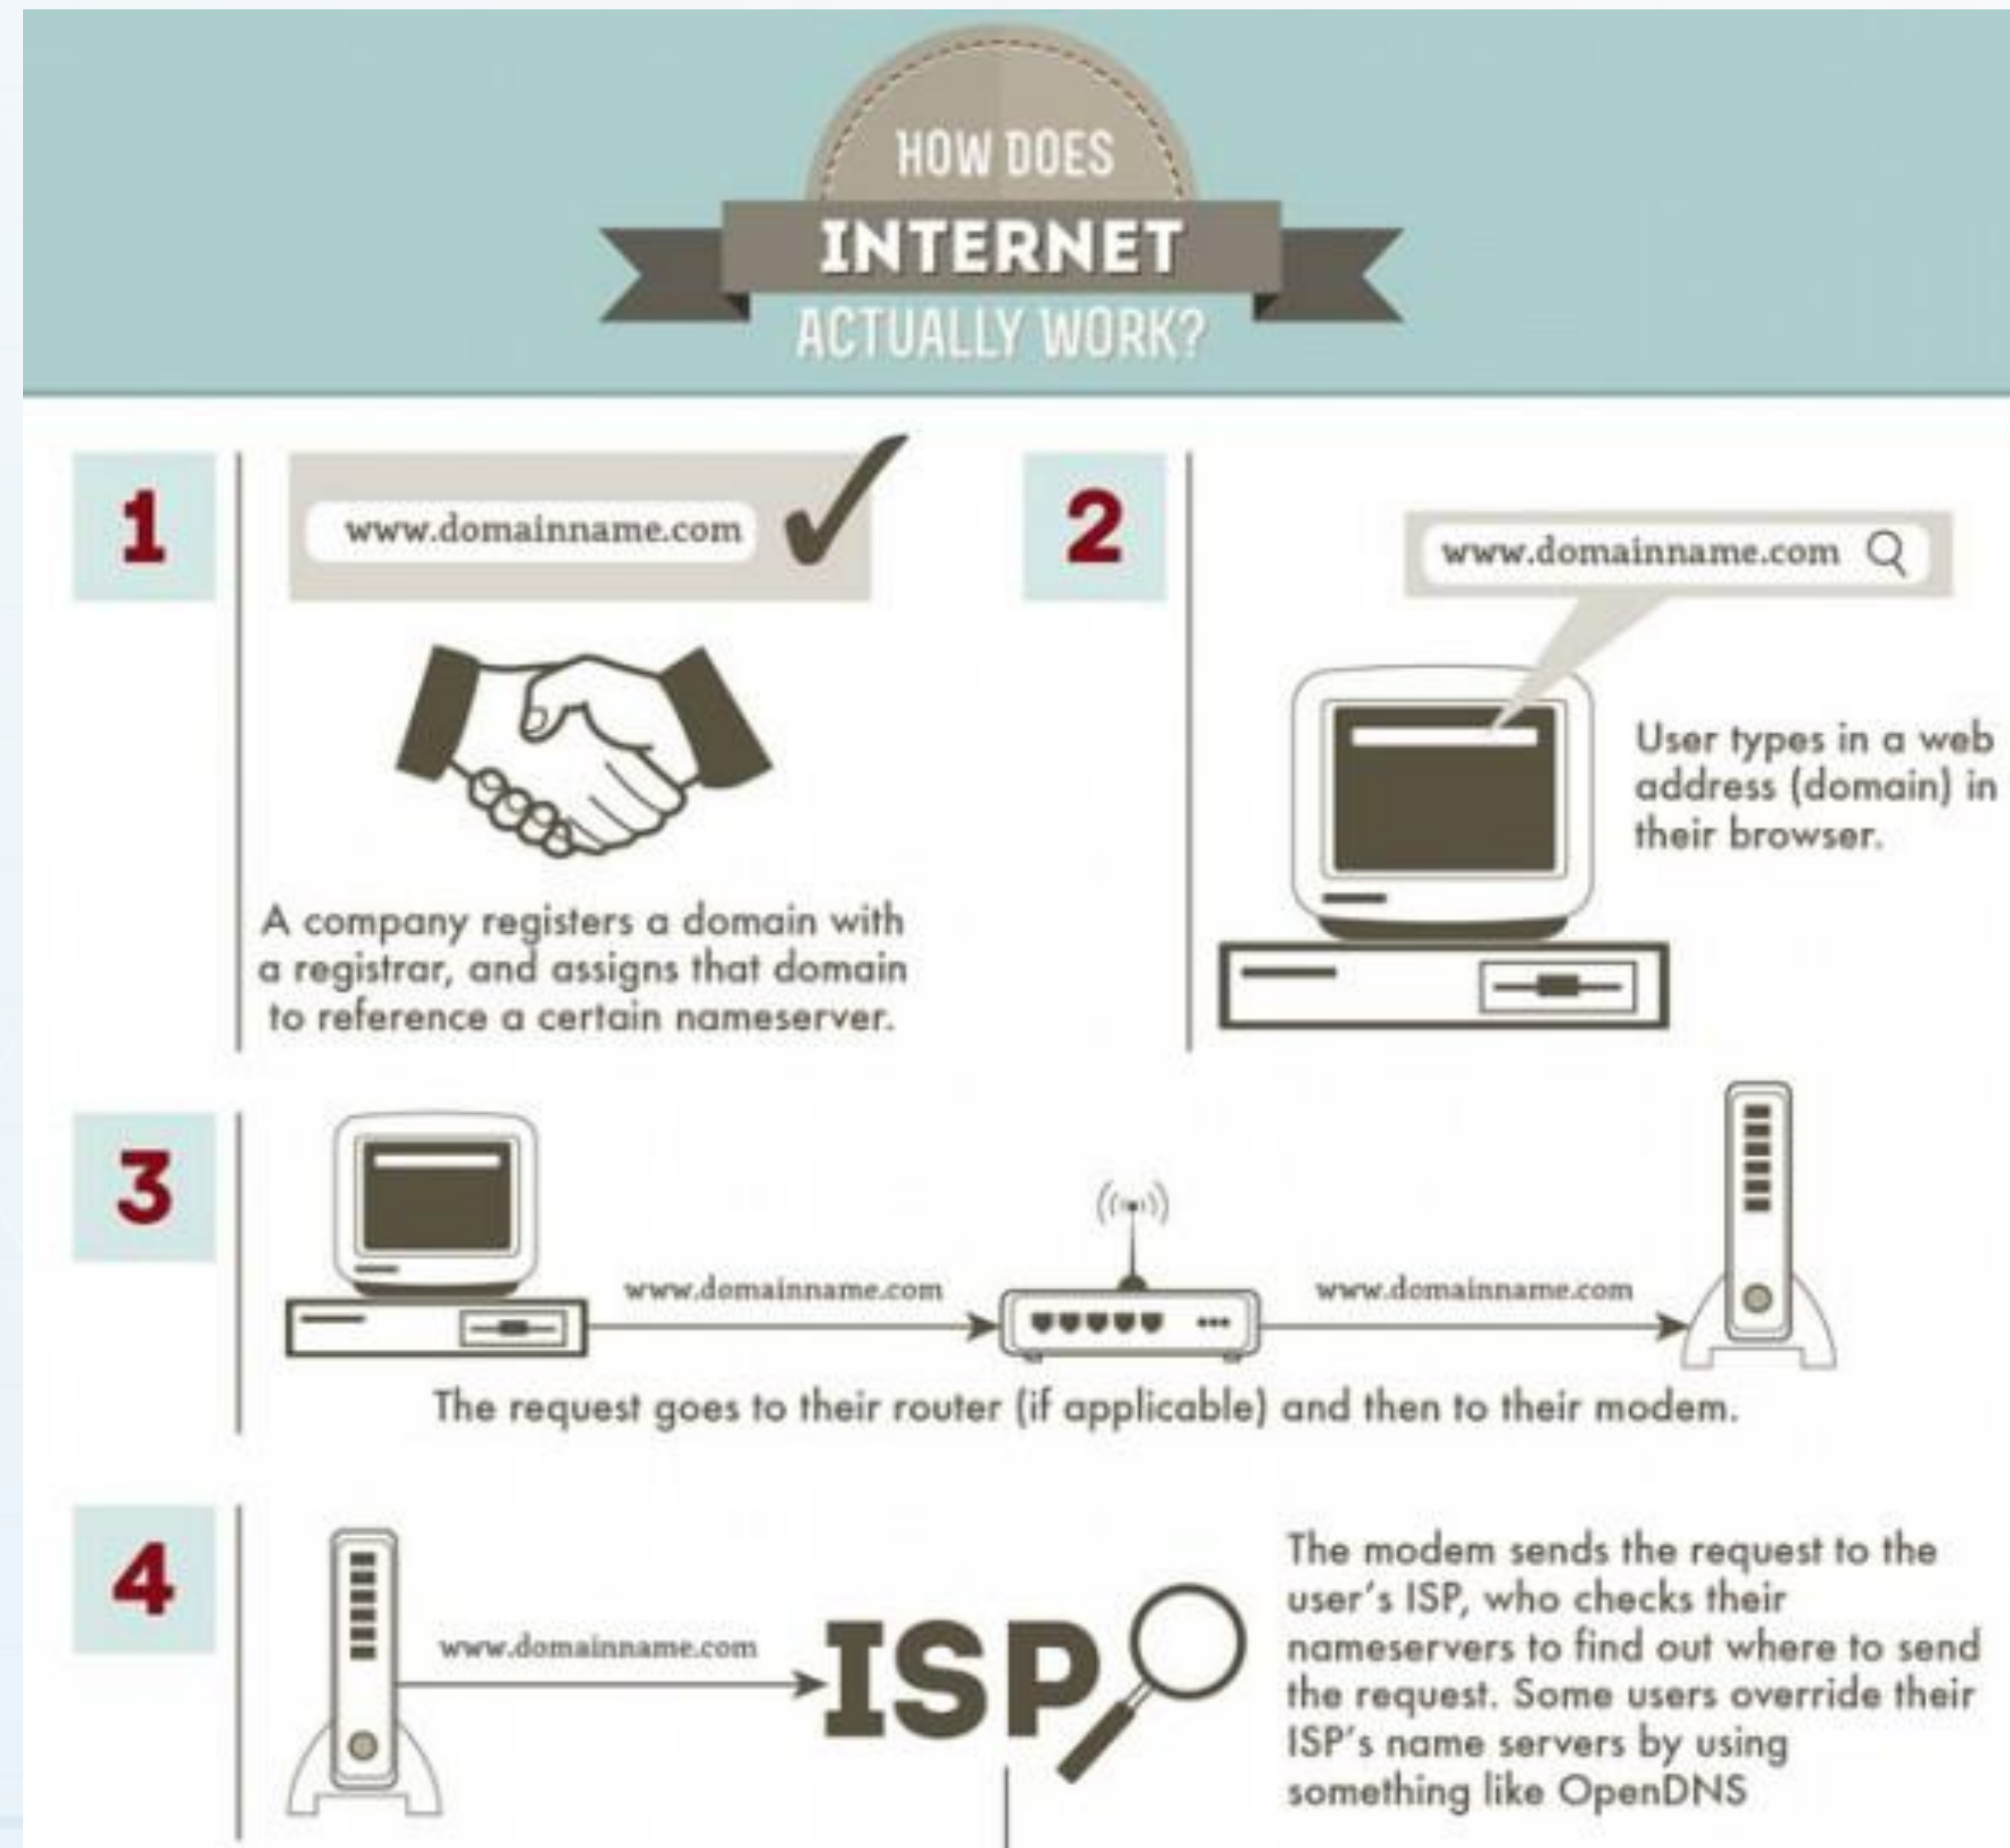 HOW DOES
INTERNET
ACTUALLY WORK?
1
www.domainname.com
A company registers a domain with
a registrar, and assigns that domain
to reference a certain nameserver.
2
www.domainname.com
User types in a web
address (domain) in
their browser.
3
www.domainname.com
www.domainname.com
The request goes to their router (if applicable) and then to their modem.
4
www.domainname.com
ISP
The modem sends the request to the
user's ISP, who checks their
nameservers to find out where to send
the request. Some users override their
ISP's name servers by using
something like OpenDNS